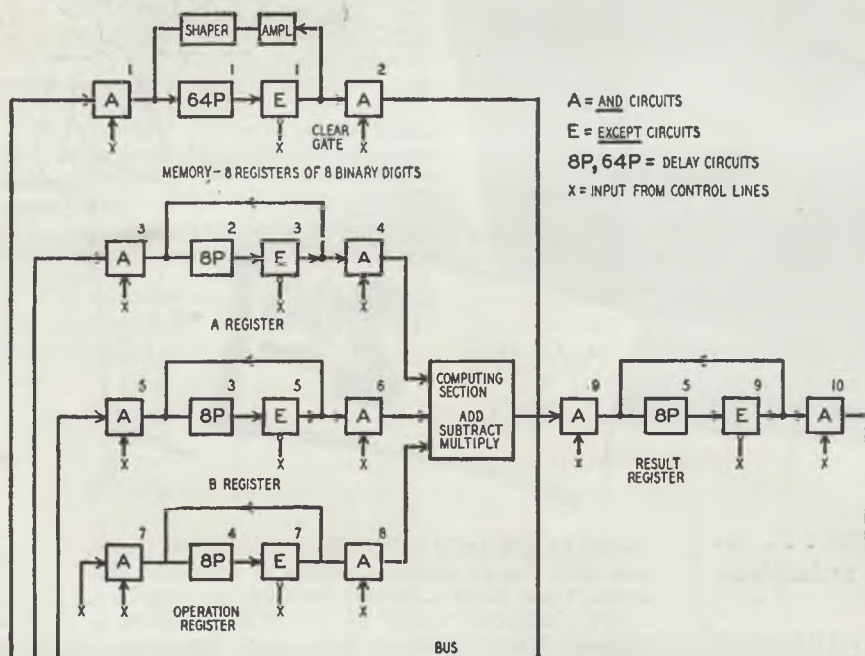 SHAPER AMPL
1 1 1 2
A 64P E A
X X X
CLEAR
GATE
MEMORY - 8 REGISTERS OF 8 BINARY DIGITS
A = AND CIRCUITS
E = EXCEPT CIRCUITS
8P, 64P = DELAY CIRCUITS
X = INPUT FROM CONTROL LINES
3 2 3 4
A 8P E A
X X X
A REGISTER
5 3 5 6
A 8P E A
X X X
B REGISTER
COMPUTING
SECTION
ADD
SUBTRACT
MULTIPLY
9 5 9 10
A 8P E A
X X X
RESULT
REGISTER
7 4 7 8
A 8P E A
X X X X
OPERATION
REGISTER
BUS